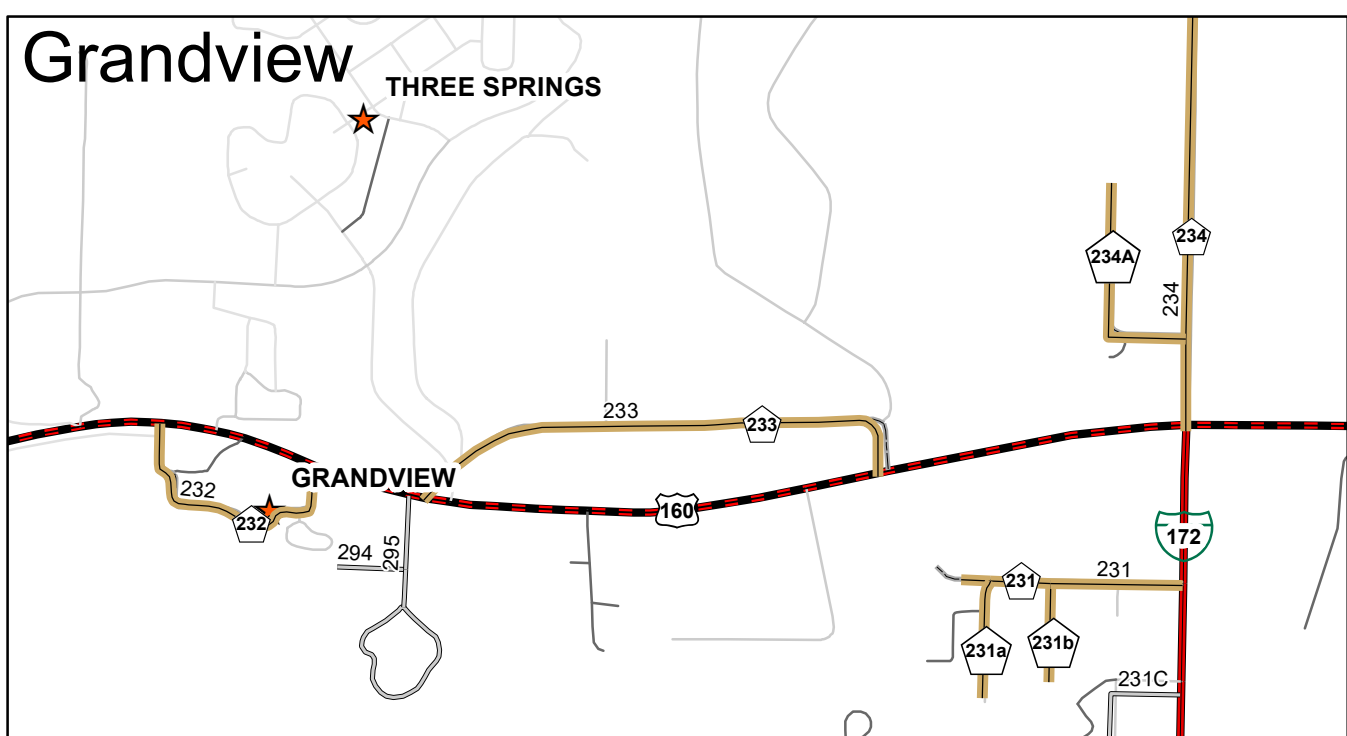 Grandview
THREE SPRINGS
234
234A
234
233
233
GRANDVIEW
232
232
160
172
294
295
231
231
231a
231b
231C